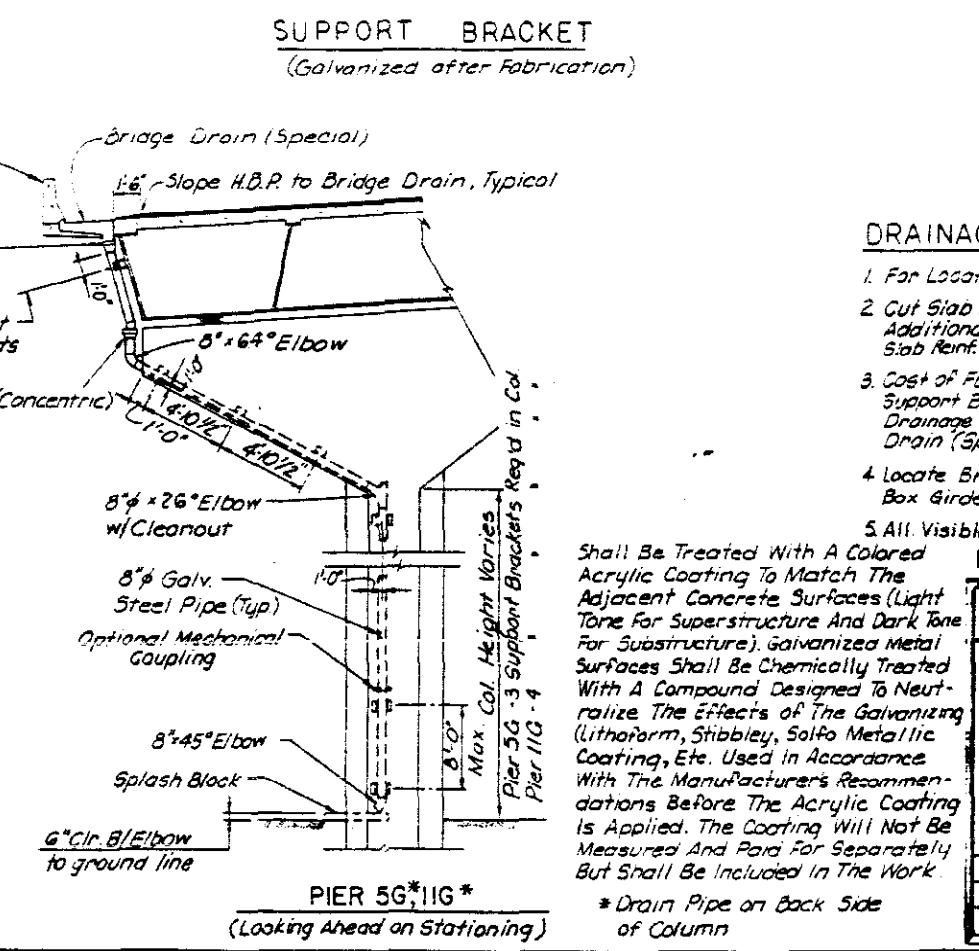 SUPPORT BRACKET
(Galvanized after Fabrication)
Bridge Drain (Special)
1'-6"
Slope H.B.P. to Bridge Drain, Typical
1'-0"
8" x 64° Elbow
(Concentric)
1'-0"
4'-10 1/2"
1'-0"
4'-10 1/2"
8"φ x 26° Elbow
w/Cleanout
8"φ Galv.
Steel Pipe (Typ)
1'-0"
Optional Mechanical
Coupling
8" x 45° Elbow
Splash Block
6" Clr. B/Elbow
to ground line
8'-0"
Max. Col. Height Varies
Pier 5G - 3 Support Brackets Req'd in Col.
Pier 11G - 4 " " " " "
PIER 5G*, 11G*
(Looking Ahead on Stationing)
DRAINAG
1. For Locat
2. Cut Slab
Additiona
Slab Reinf.
3. Cost of F
Support B
Drainage
Drain (Sp
4. Locate Br
Box Girde
5. All Visibl
Shall Be Treated With A Colored
Acrylic Coating To Match The
Adjacent Concrete Surfaces (Light
Tone For Superstructure And Dark Tone
For Substructure). Galvanized Metal
Surfaces Shall Be Chemically Treated
With A Compound Designed To Neut-
ralize The Effects of The Galvanizing
(Lithoform, Stibbley, Solfo Metallic
Coating, Etc. Used In Accordance
With The Manufacturer's Recommen-
dations Before The Acrylic Coating
Is Applied. The Coating Will Not Be
Measured And Paid For Separately
But Shall Be Included In The Work.
* Drain Pipe on Back Side
of Column